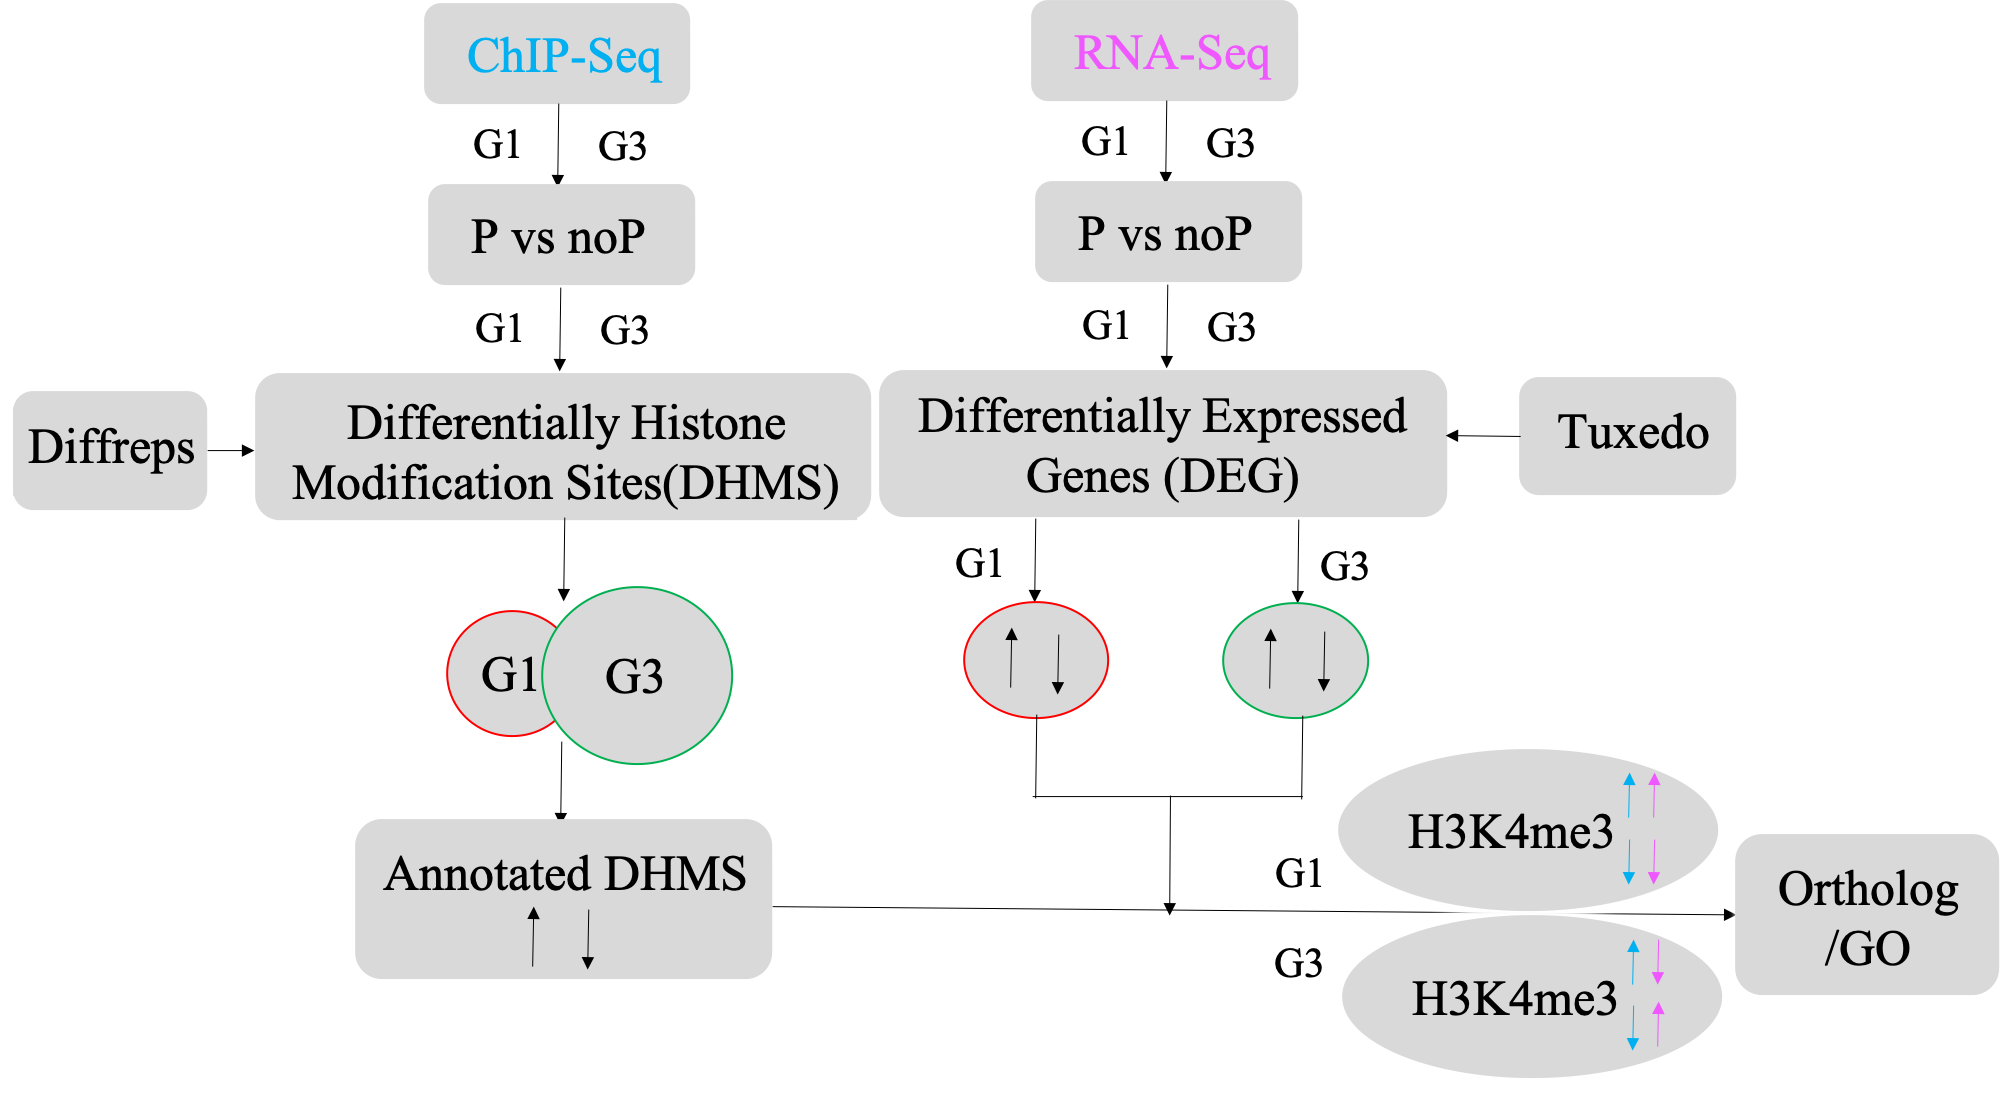 ChIP-Seq
RNA-Seq
G1
G3
G1
G3
P vs noP
P vs noP
G1
G3
G1
G3
Diffreps
Differentially Histone
Modification Sites(DHMS)
Differentially Expressed
Genes (DEG)
Tuxedo
G1
G3
G1
G3
Annotated DHMS
G1
H3K4me3
G3
H3K4me3
Ortholog
/GO